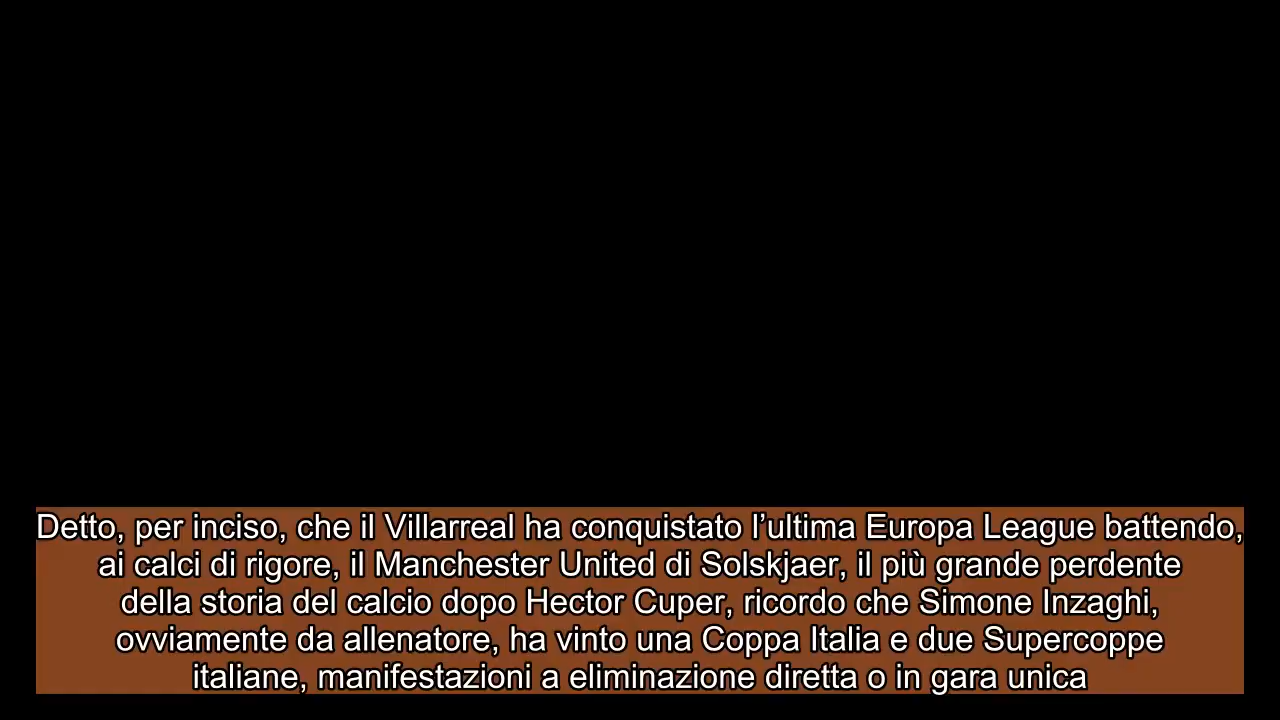 Detto, per inciso, che il Villarreal ha conquistato l’ultima Europa League battendo,
ai calci di rigore, il Manchester United di Solskjaer, il più grande perdente
della storia del calcio dopo Hector Cuper, ricordo che Simone Inzaghi,
ovviamente da allenatore, ha vinto una Coppa Italia e due Supercoppe
italiane, manifestazioni a eliminazione diretta o in gara unica